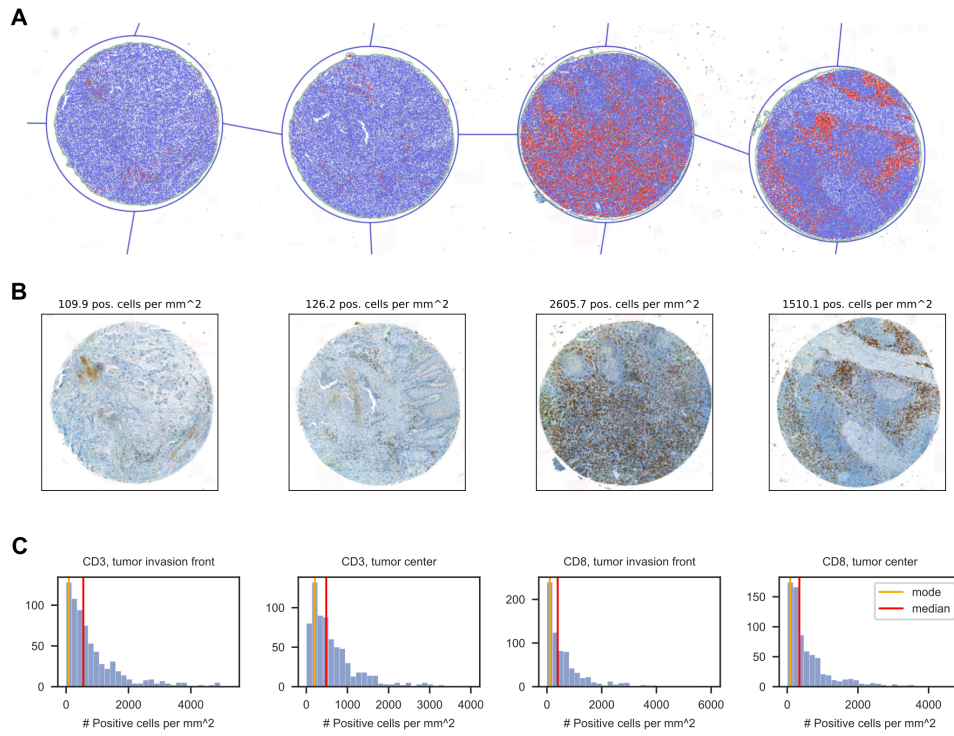 A
B
109.9 pos. cells per mm^2
126.2 pos. cells per mm^2
2605.7 pos. cells per mm^2
1510.1 pos. cells per mm^2
C
CD3, tumor invasion front
CD3, tumor center
CD8, tumor invasion front
CD8, tumor center
100
50
0
0
2000
4000
# Positive cells per mm^2
100
50
0
0
1000
2000
3000
4000
# Positive cells per mm^2
200
100
0
0
2000
4000
6000
# Positive cells per mm^2
150
100
50
0
0
2000
4000
# Positive cells per mm^2
mode
median